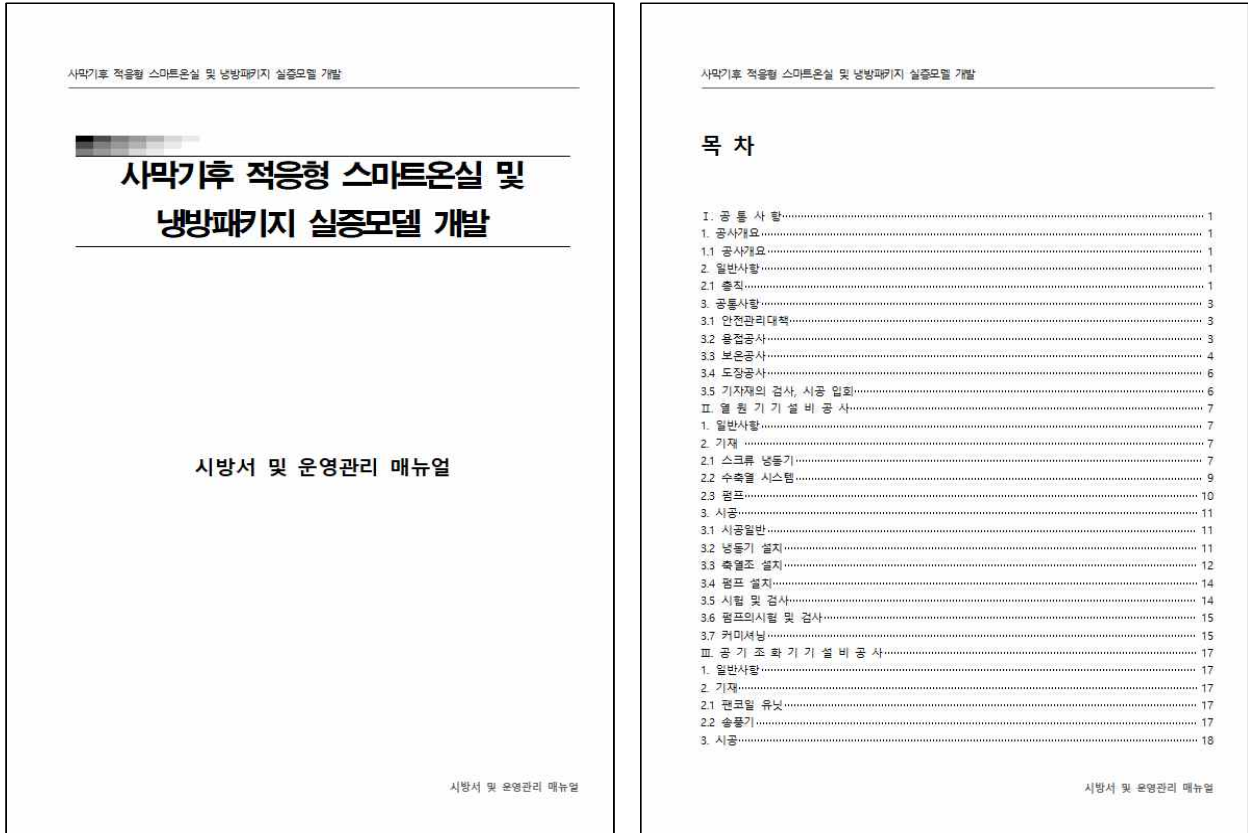 사막기후 적응형 스마트온실 및 냉방패키지 실증모델 개발
사막기후 적응형 스마트온실 및
냉방패키지 실증모델 개발
시방서 및 운영관리 매뉴얼
시방서 및 운영관리 매뉴얼
사막기후 적응형 스마트온실 및 냉방패키지 실증모델 개발
목 차
Ⅰ. 공 통 사 항 1
1. 공사개요 1
1.1 공사개요 1
2. 일반사항 1
2.1 총칙 1
3. 공통사항 3
3.1 안전관리대책 3
3.2 용접공사 3
3.3 보온공사 4
3.4 도장공사 6
3.5 기자재의 검사, 시공 입회 6
Ⅱ. 열 원 기 기 설 비 공 사 7
1. 일반사항 7
2. 기재 7
2.1 스크류 냉동기 7
2.2 수축열 시스템 9
2.3 펌프 10
3. 시공 11
3.1 시공일반 11
3.2 냉동기 설치 11
3.3 축열조 설치 12
3.4 펌프 설치 14
3.5 시험 및 검사 14
3.6 펌프의시험 및 검사 15
3.7 커미셔닝 15
Ⅲ. 공 기 조 화 기 기 설 비 공 사 17
1. 일반사항 17
2. 기재 17
2.1 팬코일 유닛 17
2.2 송풍기 17
3. 시공 18
시방서 및 운영관리 매뉴얼